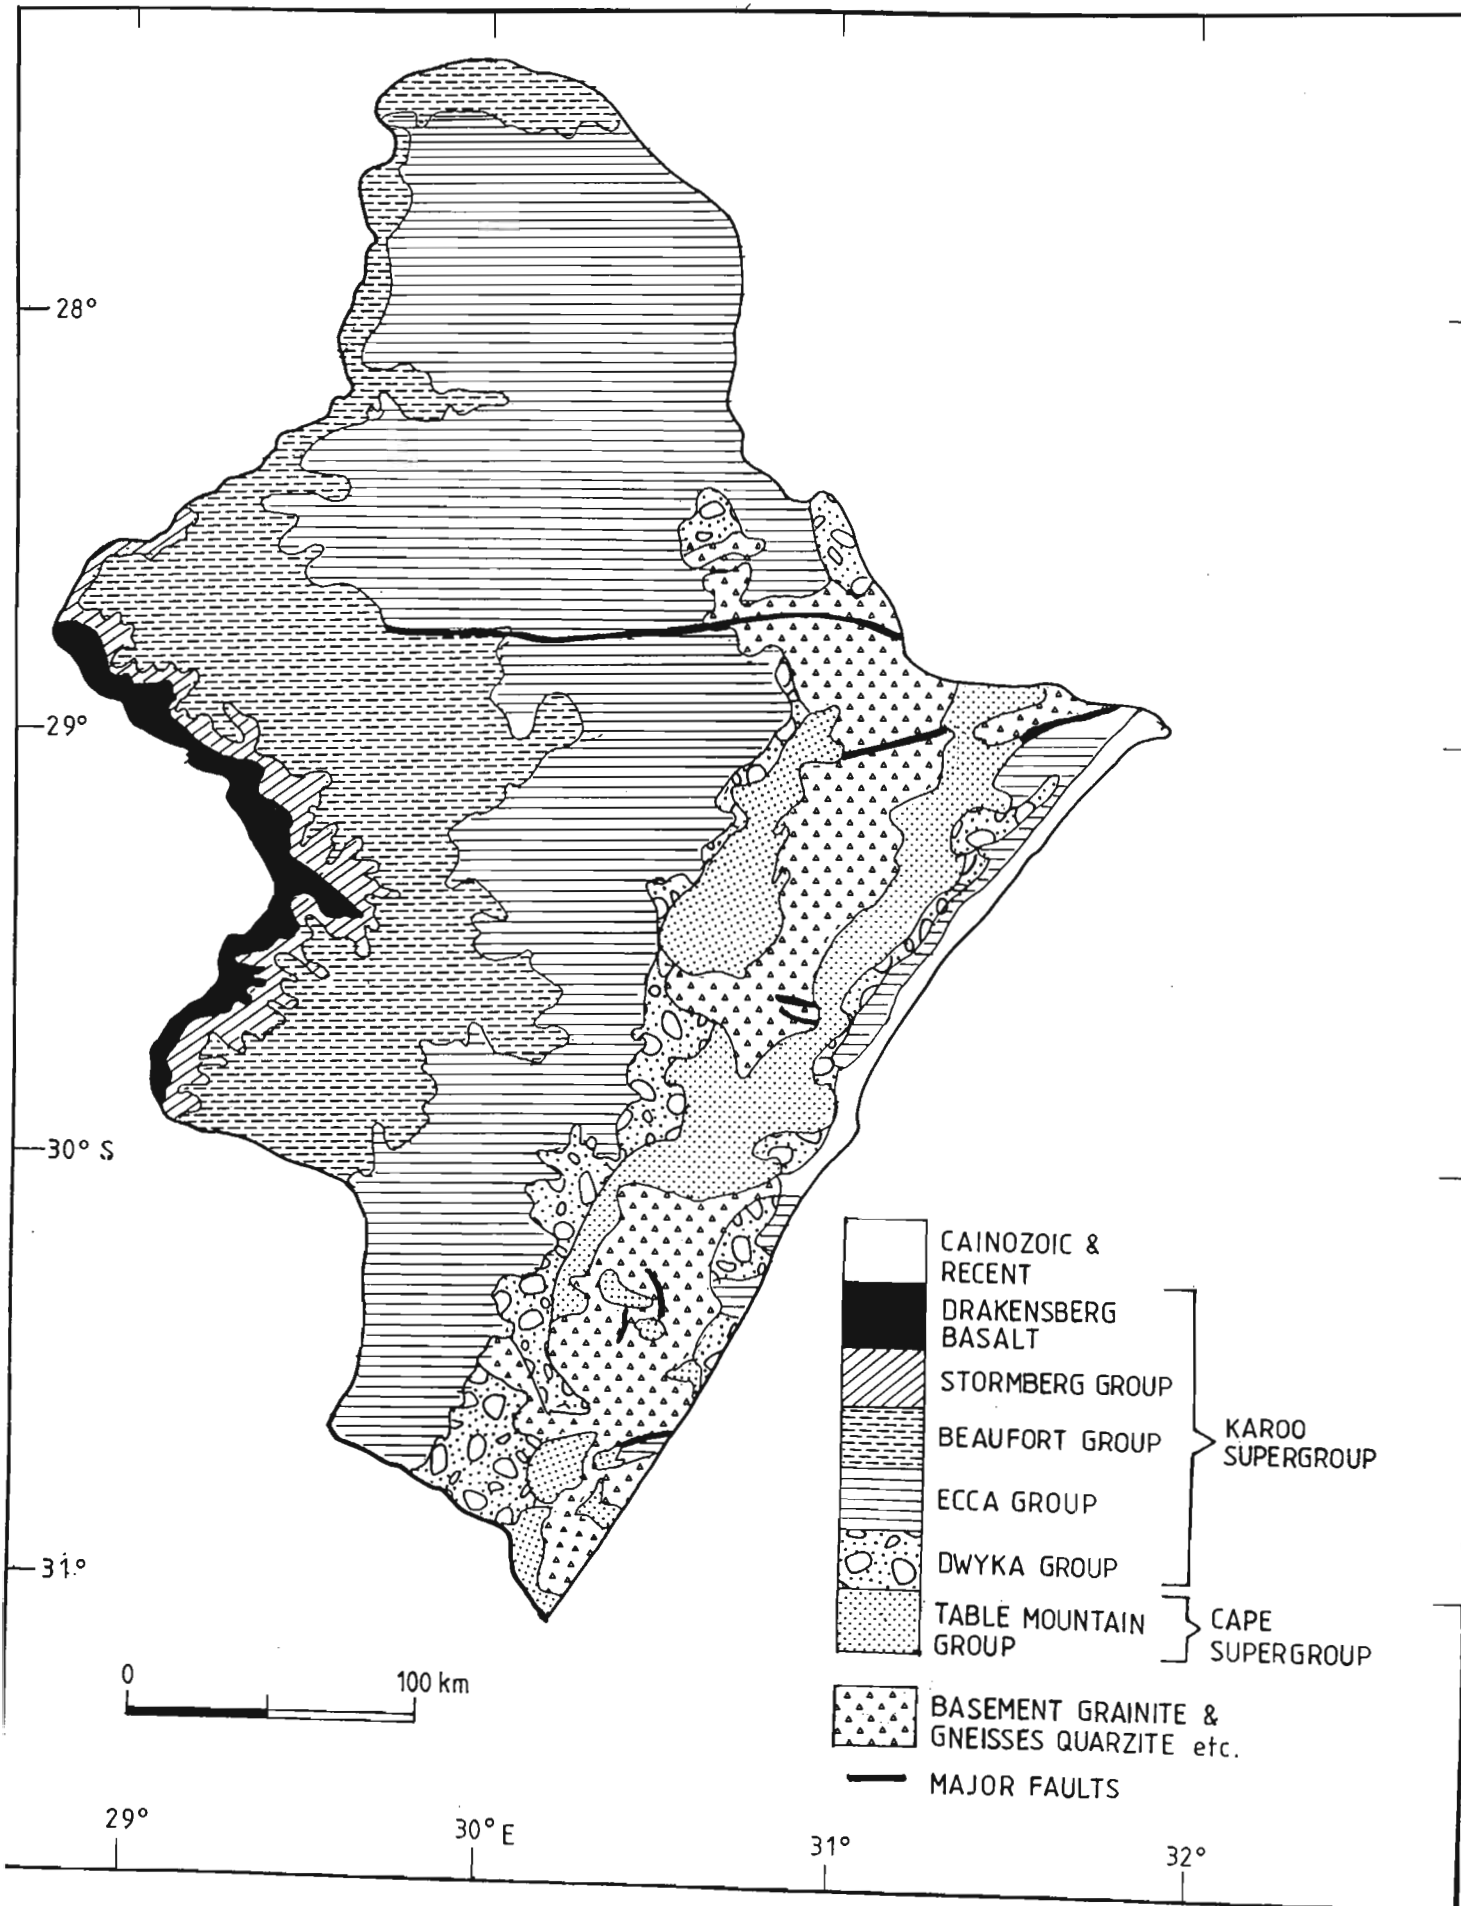 28°
29°
30° S
31°
CAINOZOIC &
RECENT
DRAKENSBERG
BASALT
STORMBERG GROUP
BEAUFORT GROUP
ECCA GROUP
DWYKA GROUP
KAROO
SUPERGROUP
TABLE MOUNTAIN
GROUP
CAPE
SUPERGROUP
BASEMENT GRAINITE &
GNEISSES QUARZITE etc.
MAJOR FAULTS
0
100 km
29°
30° E
31°
32°